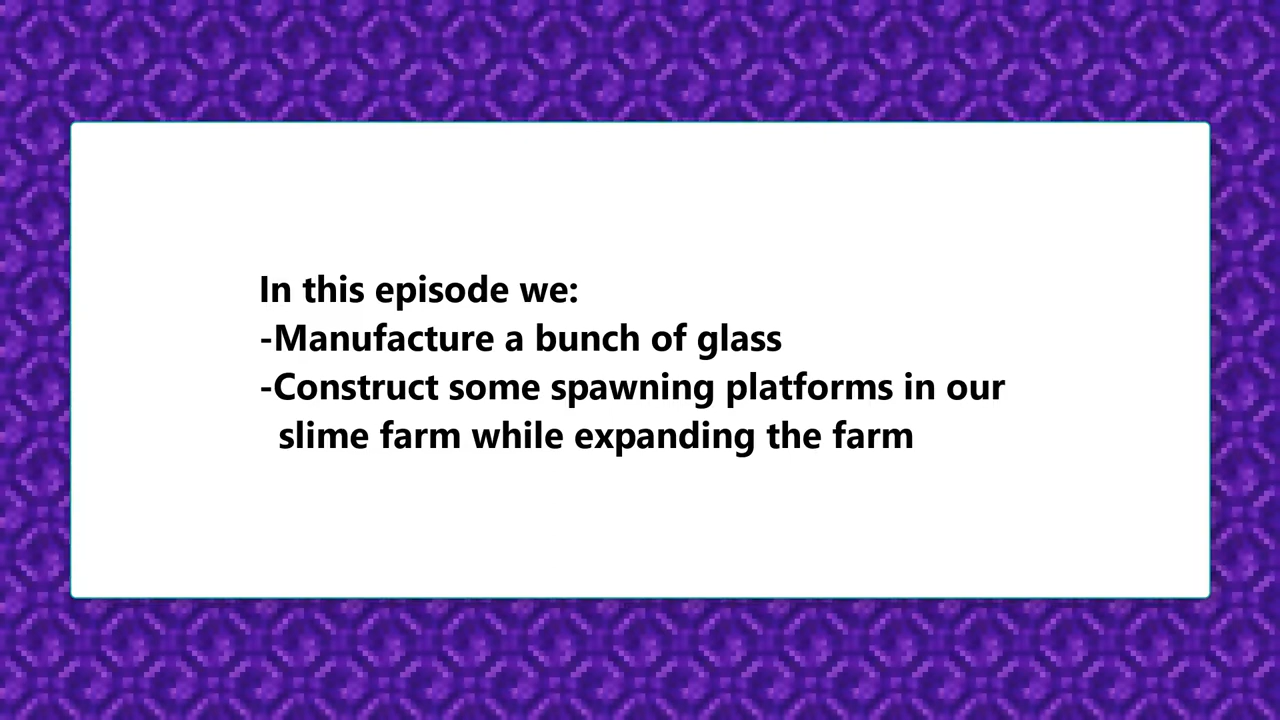 In this episode we:
-Manufacture a bunch of glass
-Construct some spawning platforms in our
slime farm while expanding the farm